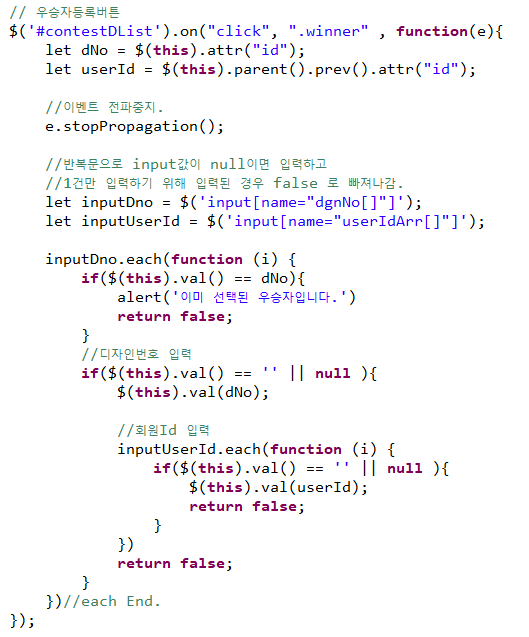 // 우승자등록버튼
$('#contestDList').on("click", ".winner" , function(e){
    let dNo = $(this).attr("id");
    let userId = $(this).parent().prev().attr("id");

    //이벤트 전파중지.
    e.stopPropagation();

    //반복문으로 input값이 null이면 입력하고
    //1건만 입력하기 위해 입력된 경우 false 로 빠져나감.
    let inputDno = $('input[name="dgnNo[]"]');
    let inputUserId = $('input[name="userIdArr[]"]');

    inputDno.each(function (i) {
        if($(this).val() == dNo){
            alert('이미 선택된 우승자입니다.')
            return false;
        }
        //디자인번호 입력
        if($(this).val() == '' || null ){
            $(this).val(dNo);

            //회원Id 입력
            inputUserId.each(function (i) {
                if($(this).val() == '' || null ){
                    $(this).val(userId);
                    return false;
                }
            })
            return false;
        }
    })//each End.
});